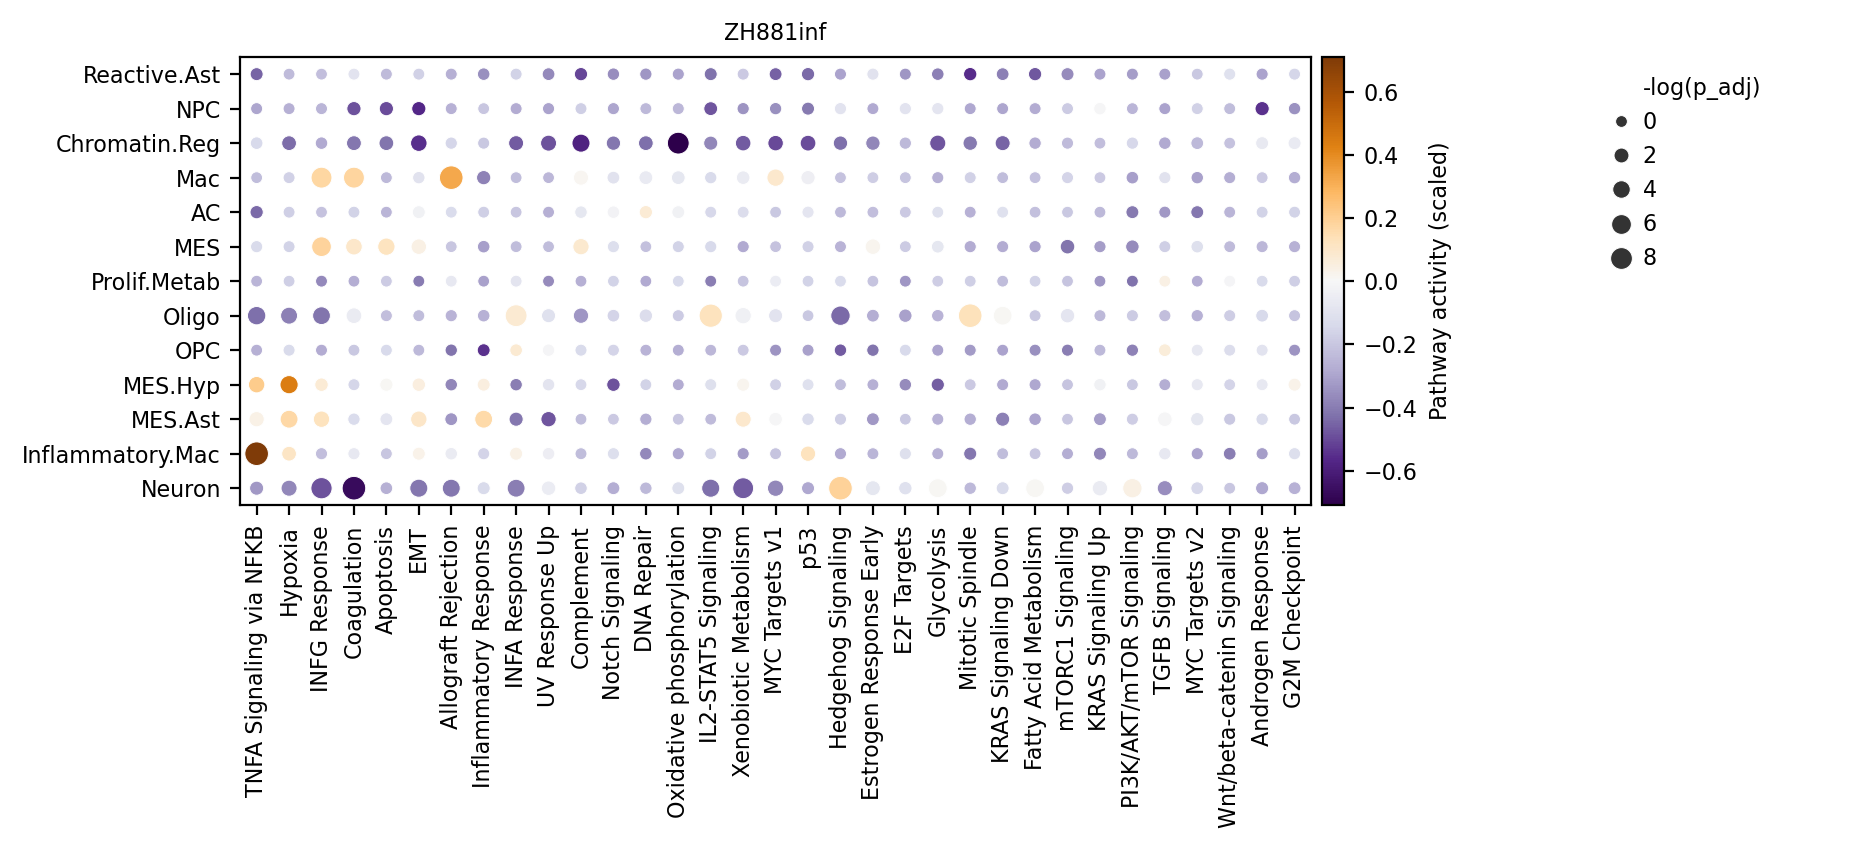 ZH881inf
Reactive.Ast
NPC
Chromatin.Reg
Mac
AC
MES
Prolif.Metab
Oligo
OPC
MES.Hyp
MES.Ast
Inflammatory.Mac
Neuron
TNFA Signaling via NFKB
Hypoxia
INFG Response
Coagulation
Apoptosis
EMT
Allograft Rejection
Inflammatory Response
INFA Response
UV Response Up
Complement
Notch Signaling
DNA Repair
Oxidative phosphorylation
IL2-STAT5 Signaling
Xenobiotic Metabolism
MYC Targets v1
p53
Hedgehog Signaling
Estrogen Response Early
E2F Targets
Glycolysis
Mitotic Spindle
KRAS Signaling Down
Fatty Acid Metabolism
mTORC1 Signaling
KRAS Signaling Up
PI3K/AKT/mTOR Signaling
TGFB Signaling
MYC Targets v2
Wnt/beta-catenin Signaling
Androgen Response
G2M Checkpoint
0.6
0.4
0.2
0.0
−0.2
−0.4
−0.6
Pathway activity (scaled)
-log(p_adj)
0
2
4
6
8